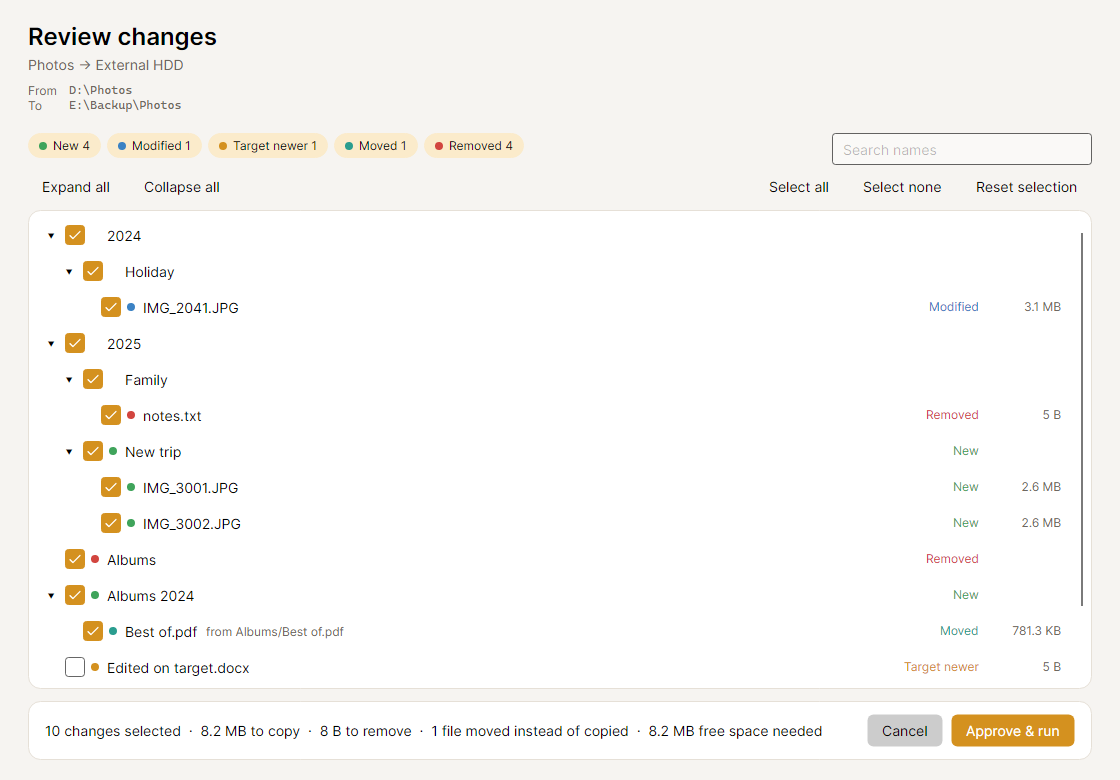 Review changes
Photos → External HDD
From D:\Photos
To E:\Backup\Photos
New 4 Modified 1 Target newer 1 Moved 1 Removed 4 Search names
Expand all Collapse all Select all Select none Reset selection
2024
Holiday
IMG_2041.JPG Modified 3.1 MB
2025
Family
notes.txt Removed 5 B
New trip New
IMG_3001.JPG New 2.6 MB
IMG_3002.JPG New 2.6 MB
Albums Removed
Albums 2024 New
Best of.pdf from Albums/Best of.pdf Moved 781.3 KB
Edited on target.docx Target newer 5 B
10 changes selected · 8.2 MB to copy · 8 B to remove · 1 file moved instead of copied · 8.2 MB free space needed Cancel Approve & run